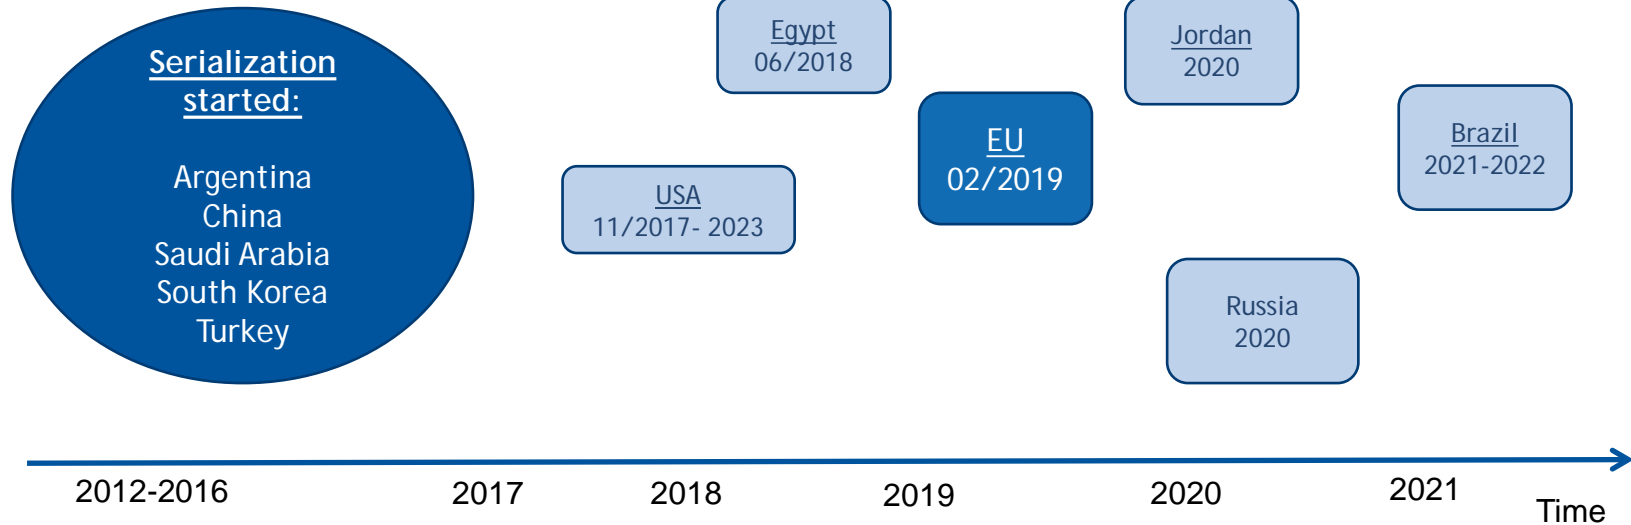 Serialization
started:
Argentina
China
Saudi Arabia
South Korea
Turkey
USA
11/2017- 2023
Egypt
06/2018
EU
02/2019
Jordan
2020
Russia
2020
Brazil
2021-2022
2012-2016
2017
2018
2019
2020
2021
Time